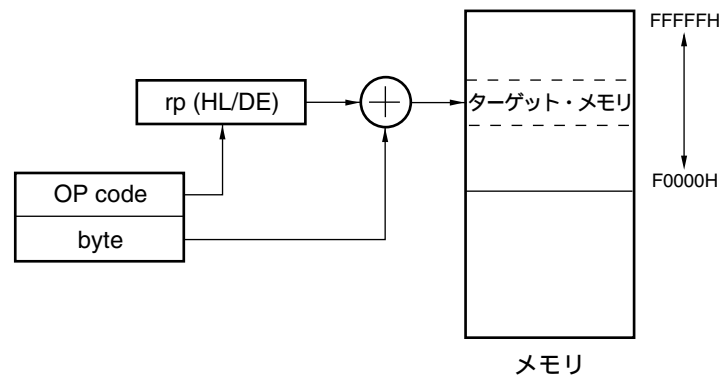 FFFFFH
rp (HL/DE)
ターゲット・メモリ
F0000H
OP code
byte
メモリ